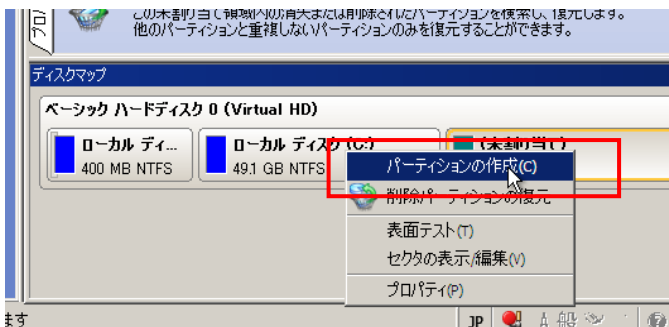 この未割り当て領域内の消失または削除されたパーティションを検索し、復元します。
他のパーティションと重複しないパーティションのみを復元することができます。
プロ
ディスクマップ
ベーシック ハードディスク 0 (Virtual HD)
ローカル ディ...
400 MB NTFS
ローカル ディスク (C:)
49.1 GB NTFS
(未割り当て)
パーティションの作成(C)
削除パーティションの復元
表面テスト(T)
セクタの表示/編集(V)
プロパティ(P)
ます
JP
A 般